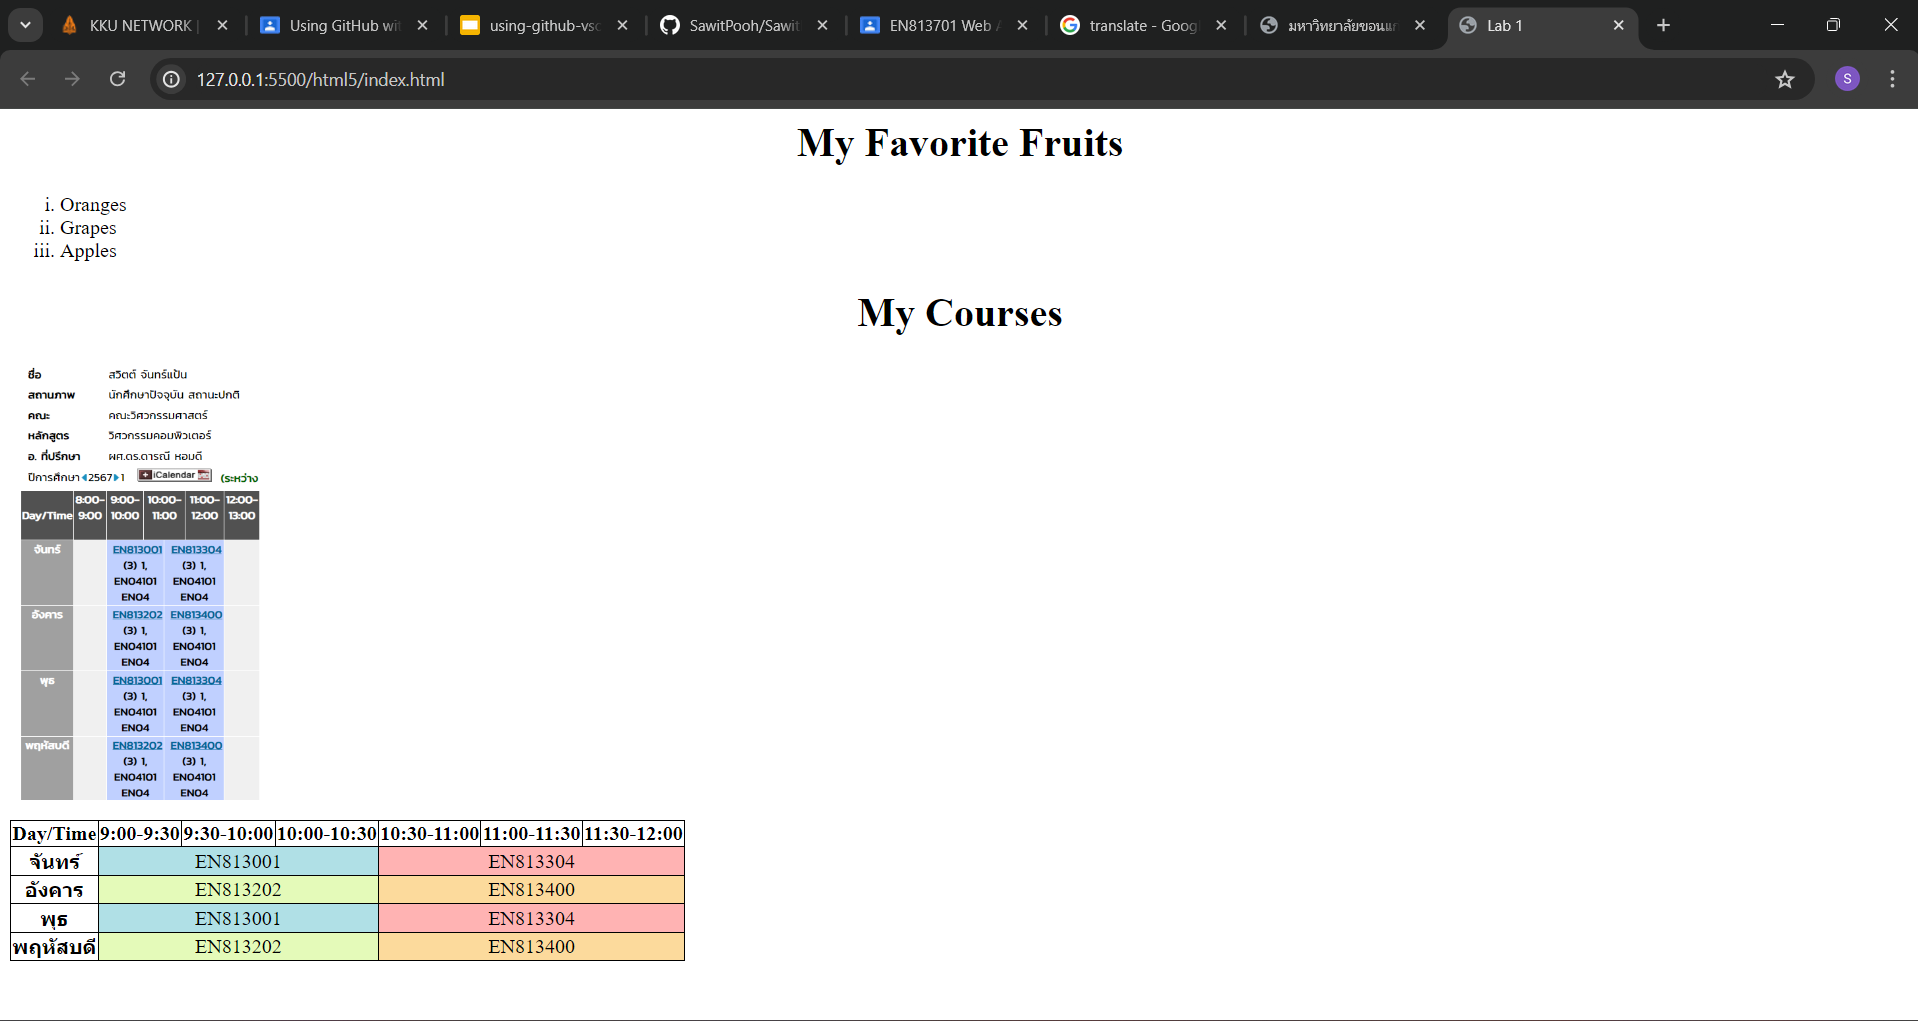 KKU NETWORK |
Using GitHub wit
using-github-vsc
SawitPooh/Sawit
EN813701 Web A
translate - Goog
มหาวิทยาลัยขอนแก่
Lab 1
127.0.0.1:5500/html5/index.html
S
My Favorite Fruits
i. Oranges
ii. Grapes
iii. Apples
My Courses
ชื่อ สวิตต์ จันทร์แป้น
สถานภาพ นักศึกษาปัจจุบัน สถานะปกติ
คณะ คณะวิศวกรรมศาสตร์
หลักสูตร วิศวกรรมคอมพิวเตอร์
อ. ที่ปรึกษา ผศ.ดร.ดารณี หอมดี
ปีการศึกษา 2567 1 iCalendar (ระหว่าง
Day/Time 8:00-9:00 9:00-10:00 10:00-11:00 11:00-12:00 12:00-13:00
จันทร์ EN813001 EN813304
(3) 1, (3) 1,
EN04101 EN04101
EN04 EN04
อังคาร EN813202 EN813400
(3) 1, (3) 1,
EN04101 EN04101
EN04 EN04
พุธ EN813001 EN813304
(3) 1, (3) 1,
EN04101 EN04101
EN04 EN04
พฤหัสบดี EN813202 EN813400
(3) 1, (3) 1,
EN04101 EN04101
EN04 EN04
Day/Time 9:00-9:30 9:30-10:00 10:00-10:30 10:30-11:00 11:00-11:30 11:30-12:00
จันทร์ EN813001 EN813304
อังคาร EN813202 EN813400
พุธ EN813001 EN813304
พฤหัสบดี EN813202 EN813400